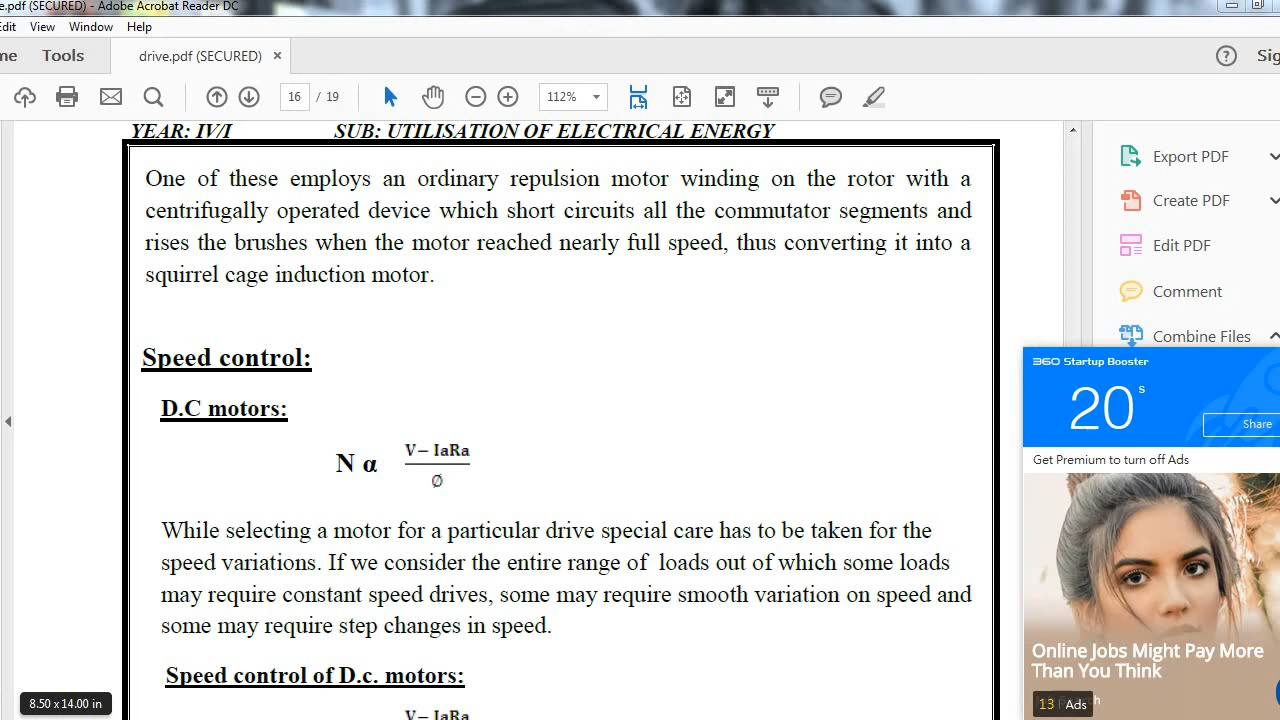 e.pdf (SECURED) - Adobe Acrobat Reader DC
Edit View Window Help
me Tools drive.pdf (SECURED) ×
Sig
16 / 19 112%
YEAR: IV/I SUB: UTILISATION OF ELECTRICAL ENERGY
One of these employs an ordinary repulsion motor winding on the rotor with a
centrifugally operated device which short circuits all the commutator segments and
rises the brushes when the motor reached nearly full speed, thus converting it into a
squirrel cage induction motor.
Speed control:
D.C motors:
N α V− IaRa
∅
While selecting a motor for a particular drive special care has to be taken for the
speed variations. If we consider the entire range of loads out of which some loads
may require constant speed drives, some may require smooth variation on speed and
some may require step changes in speed.
Speed control of D.c. motors:
V− IaRa
8.50 x 14.00 in
Export PDF
Create PDF
Edit PDF
Comment
Combine Files
360 Startup Booster
20 s
Share
Get Premium to turn off Ads
Online Jobs Might Pay More
Than You Think
13 Ads